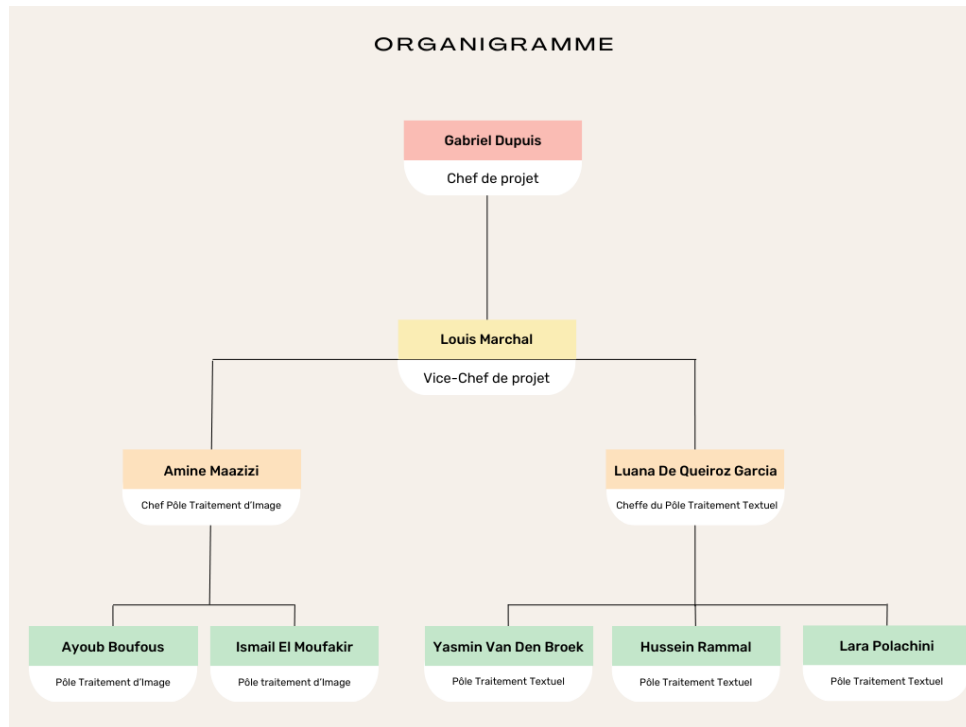 ORGANIGRAMME
Gabriel Dupuis
Chef de projet
Louis Marchal
Vice-Chef de projet
Amine Maazizi
Chef Pôle Traitement d'Image
Luana De Queiroz Garcia
Cheffe du Pôle Traitement Textuel
Ayoub Boufous
Pôle Traitement d'Image
Ismail El Moufakir
Pôle traitement d'Image
Yasmin Van Den Broek
Pôle Traitement Textuel
Hussein Rammal
Pôle Traitement Textuel
Lara Polachini
Pôle Traitement Textuel